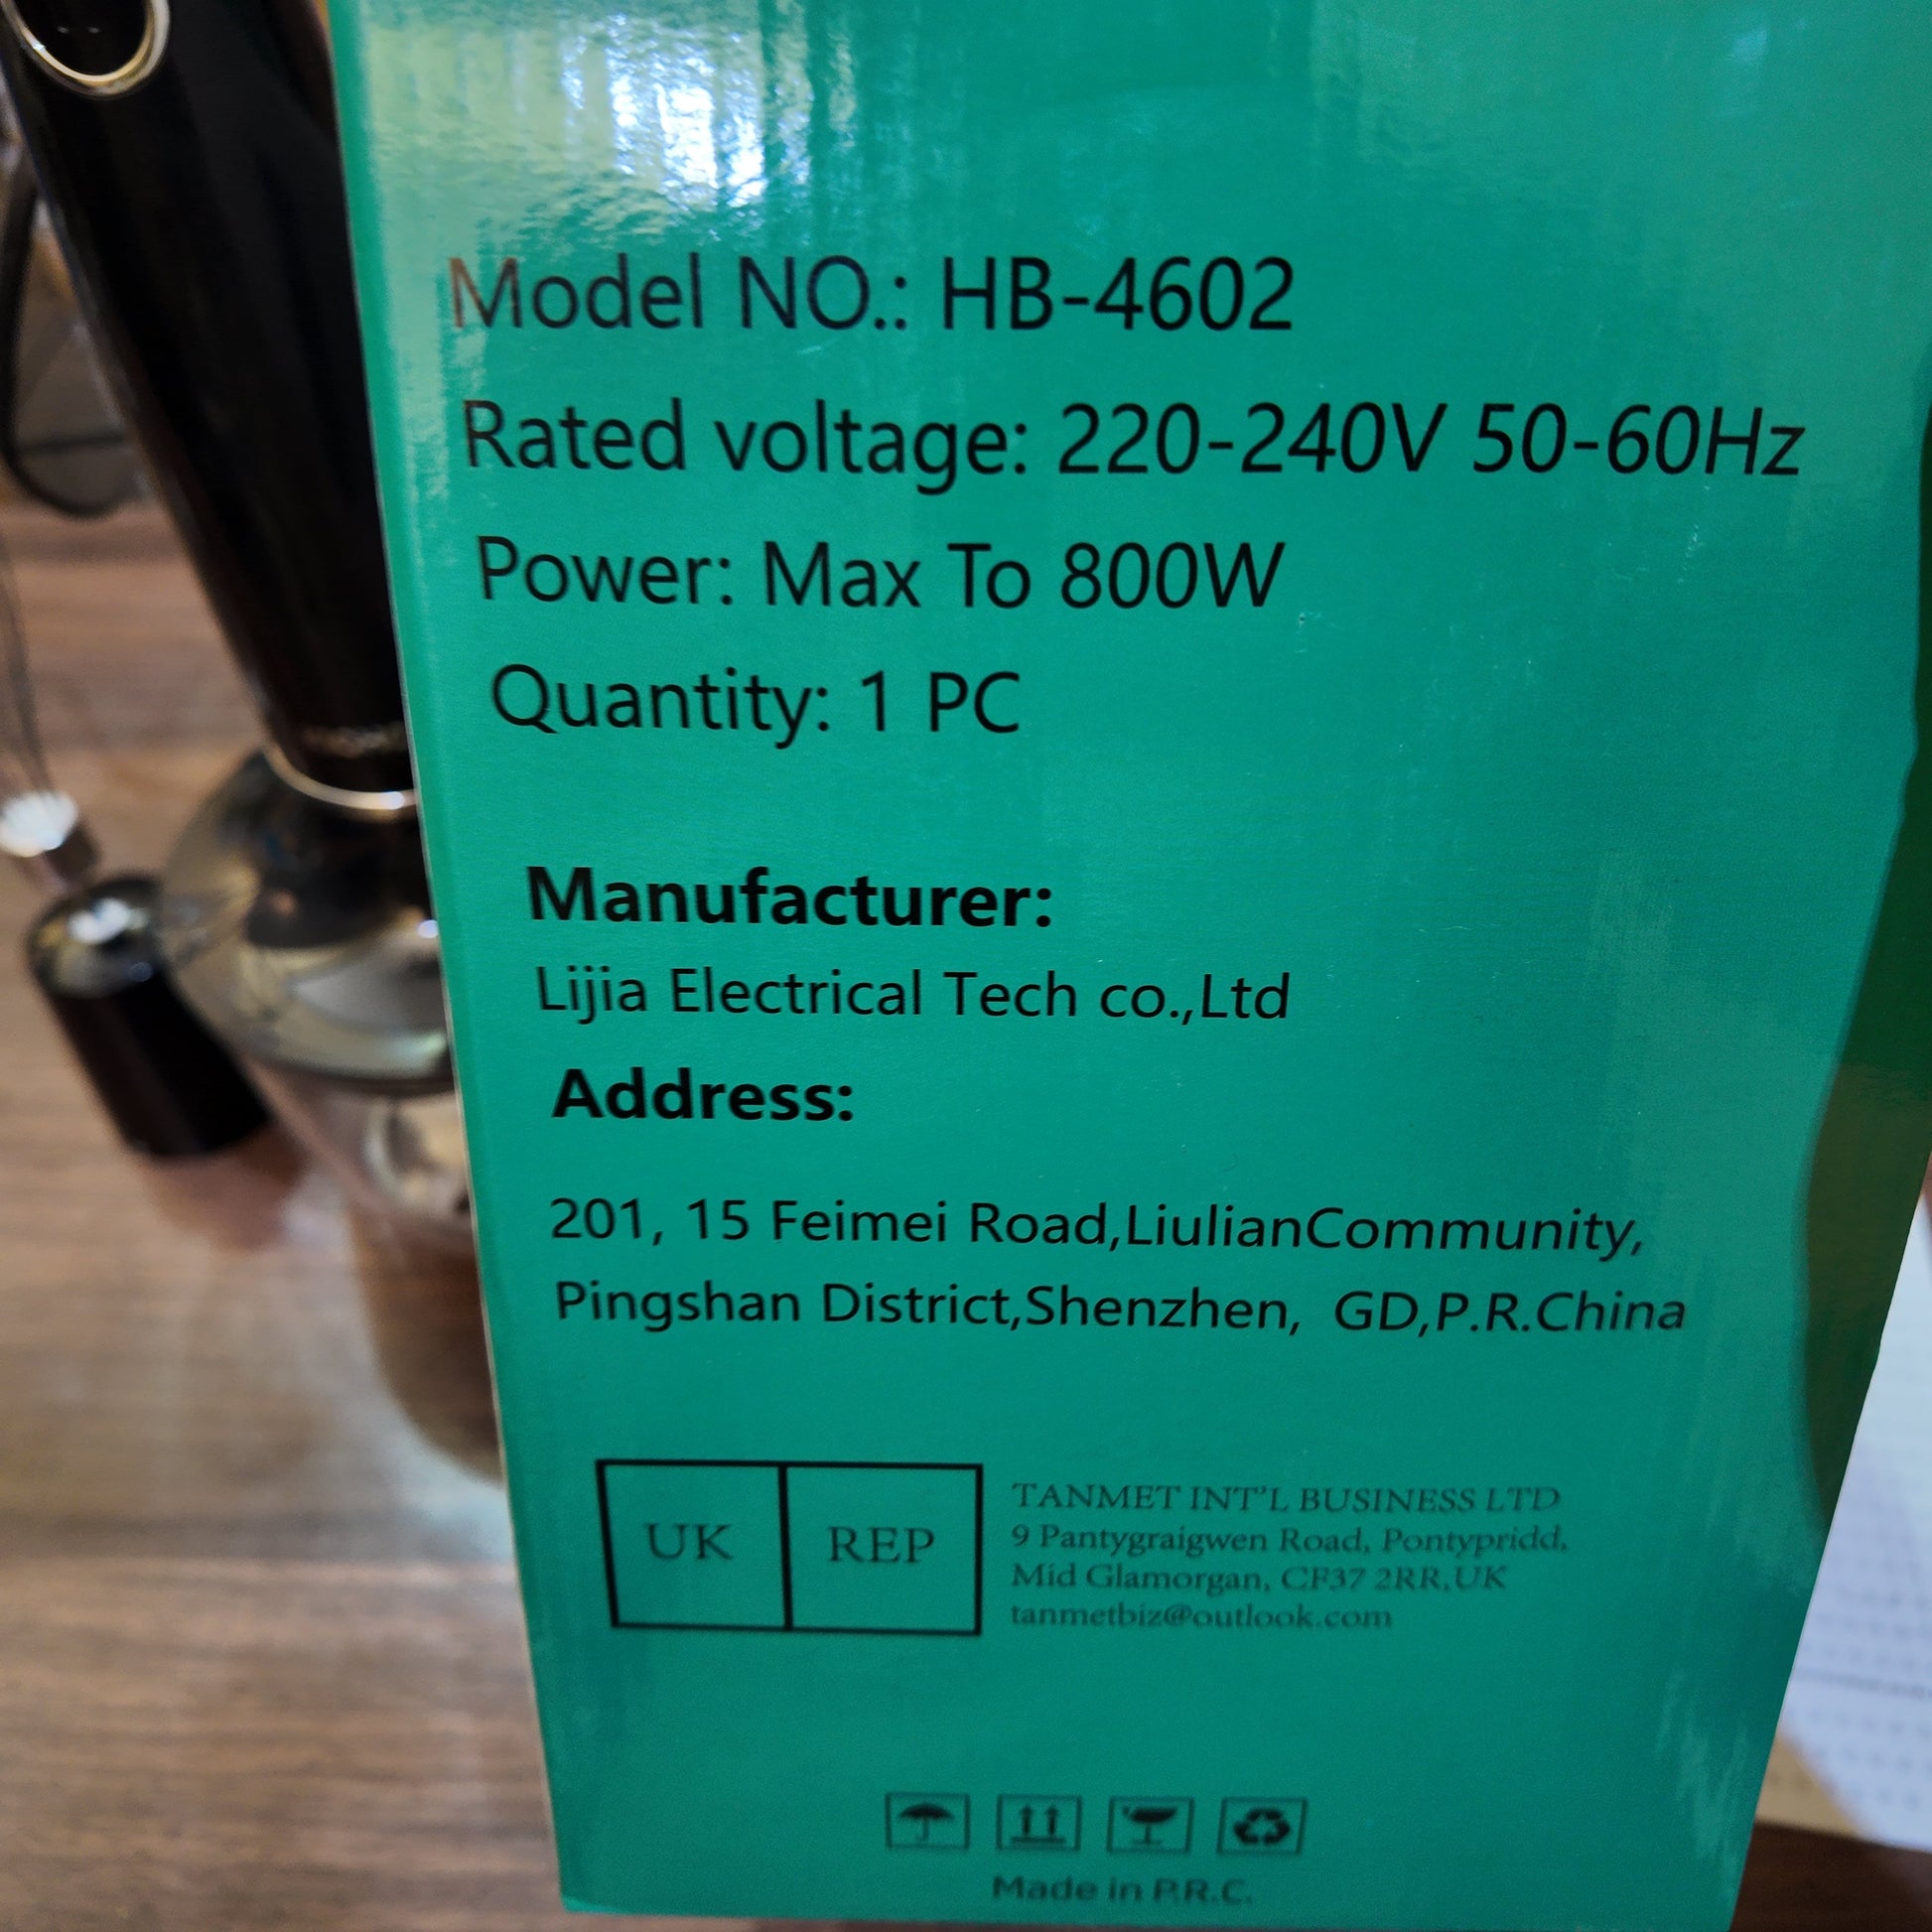 Model NO.: HB-4602
Rated voltage: 220-240V 50-60Hz
Power: Max To 800W
Quantity: 1 PC
Manufacturer:
Lijia Electrical Tech co.,Ltd
Address:
201, 15 Feimei Road,LiulianCommunity,
Pingshan District,Shenzhen, GD,P.R.China
UK REP
TANMET INT'L BUSINESS LTD
9 Pantygraigwen Road, Pontypridd,
Mid Glamorgan, CF37 2RR,UK
tanmetbiz@outlook.com
Made in P.R.C.